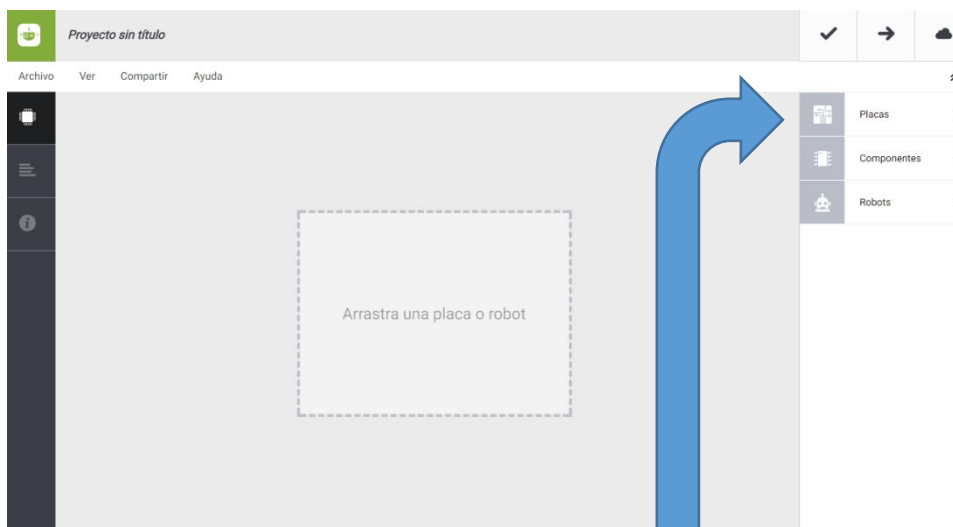 Proyecto sin título
Archivo Ver Compartir Ayuda
Placas
Componentes
Robots
Arrastra una placa o robot